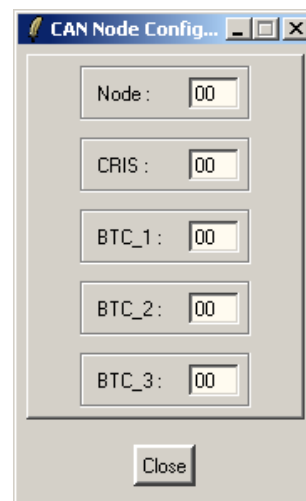 CAN Node Config...
Node : 00
CRIS : 00
BTC_1 : 00
BTC_2 : 00
BTC_3 : 00
Close